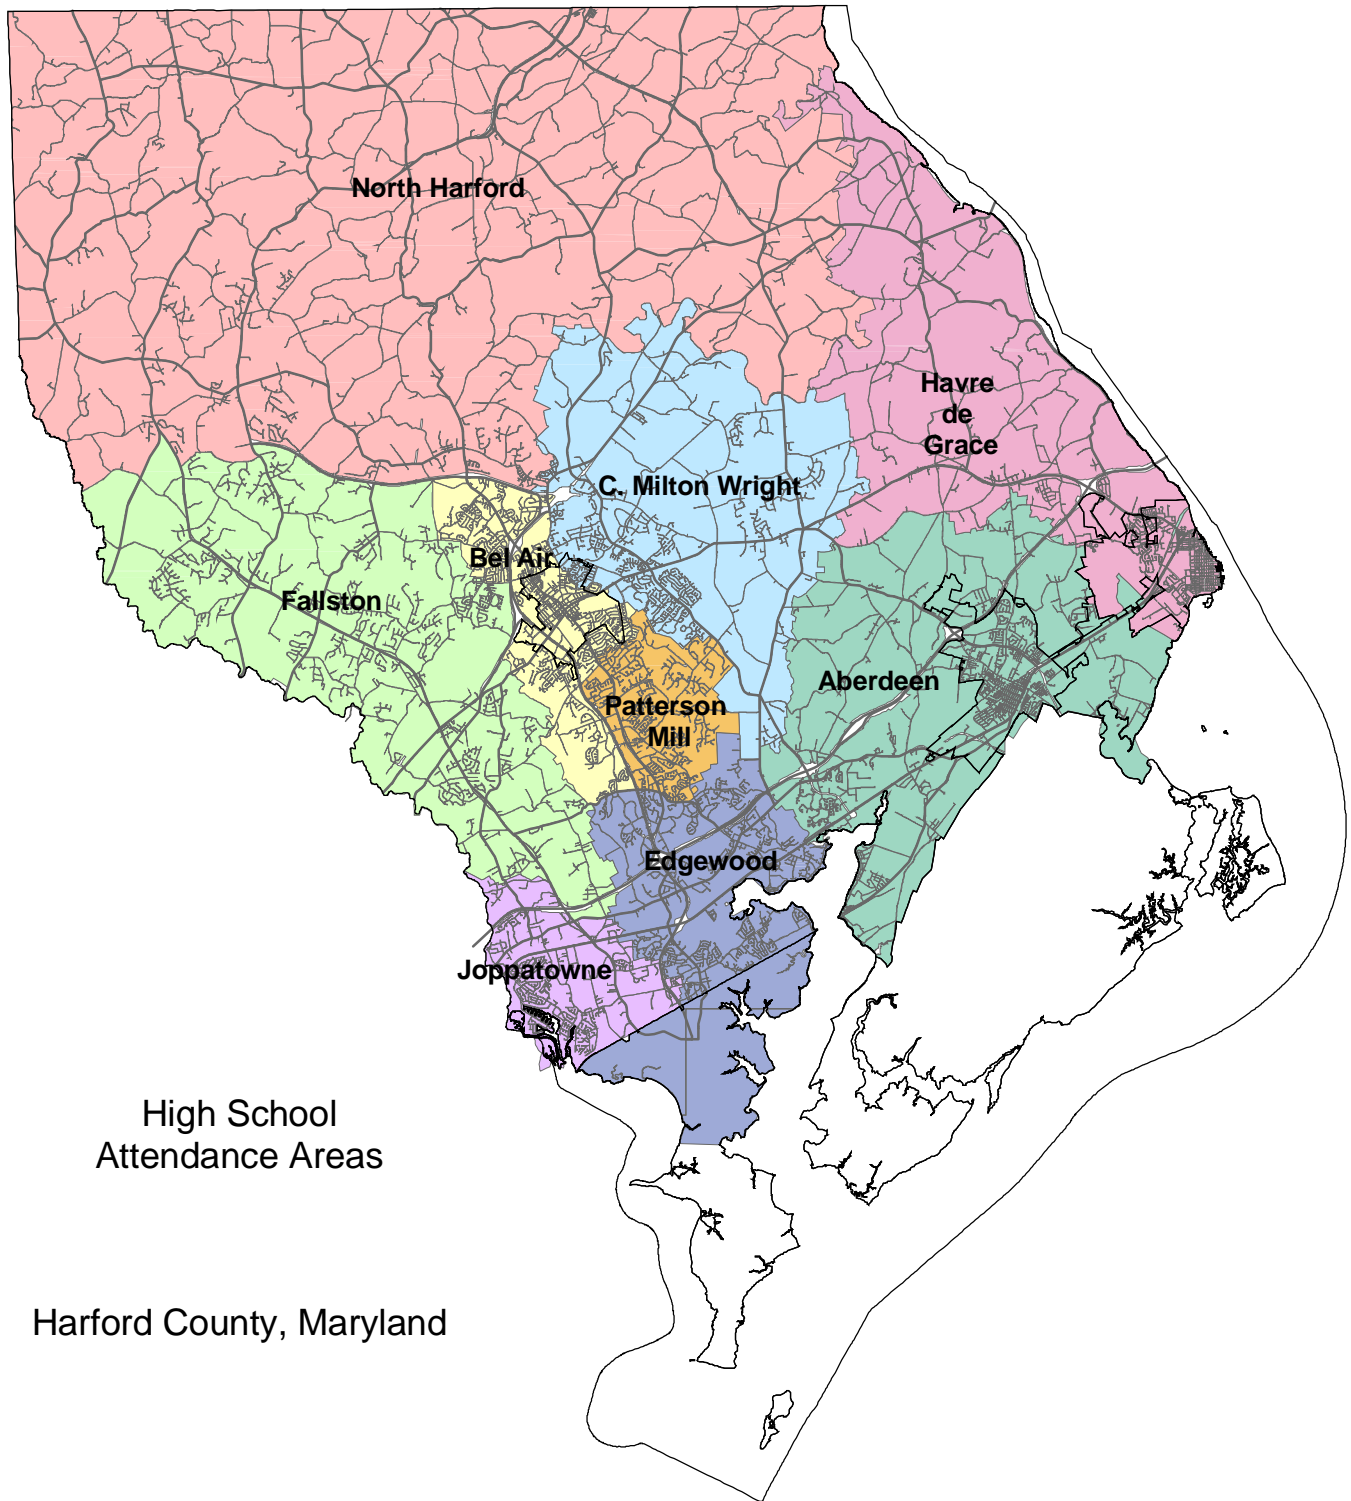 North Harford
Havre
de
Grace
C. Milton Wright
Bel Air
Fallston
Aberdeen
Patterson
Mill
Edgewood
Joppatowne
High School
Attendance Areas
Harford County, Maryland